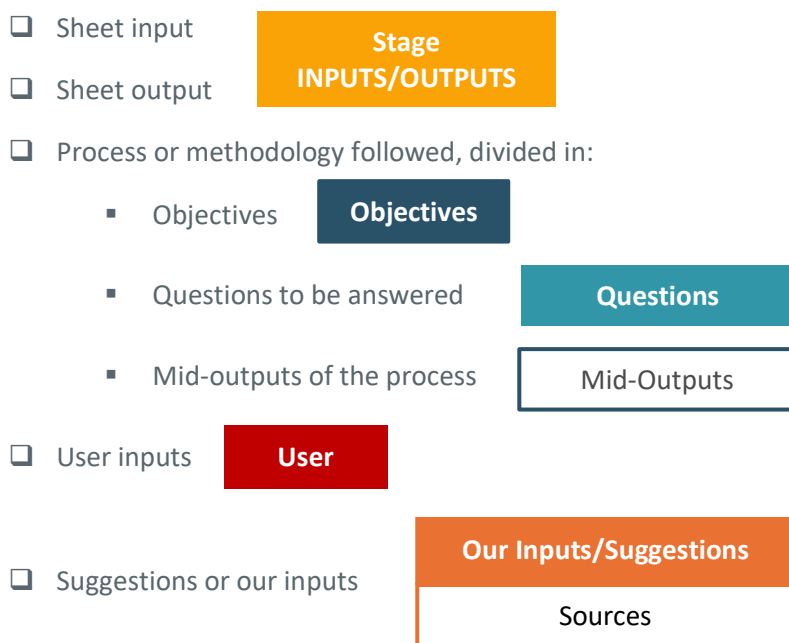 Sheet input
Stage
INPUTS/OUTPUTS
Sheet output
Process or methodology followed, divided in:
Objectives
Objectives
Questions to be answered
Questions
Mid-outputs of the process
Mid-Outputs
User inputs
User
Our Inputs/Suggestions
Suggestions or our inputs
Sources